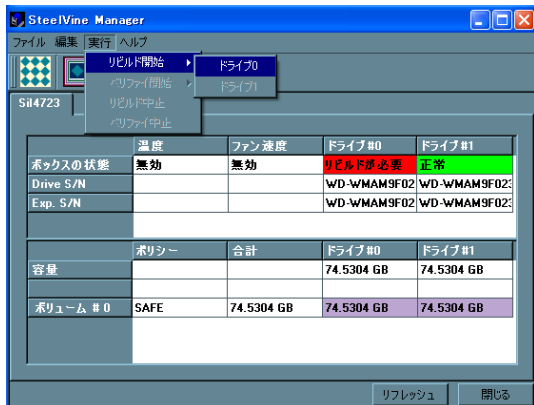 SteelVine Manager
ファイル 編集 実行 ヘルプ
リビルド開始
ドライブ0
ベリファイ開始
ドライブ1
リビルド中止
ベリファイ中止
SiI4723
温度 ファン速度 ドライブ#0 ドライブ#1
ボックスの状態 無効 無効 リビルドが必要 正常
Drive S/N WD-WMAM9F02 WD-WMAM9F02
Exp. S/N WD-WMAM9F02 WD-WMAM9F02
ポリシー 合計 ドライブ#0 ドライブ#1
容量 74.5304 GB 74.5304 GB
ボリューム #0 SAFE 74.5304 GB 74.5304 GB 74.5304 GB
リフレッシュ 閉じる